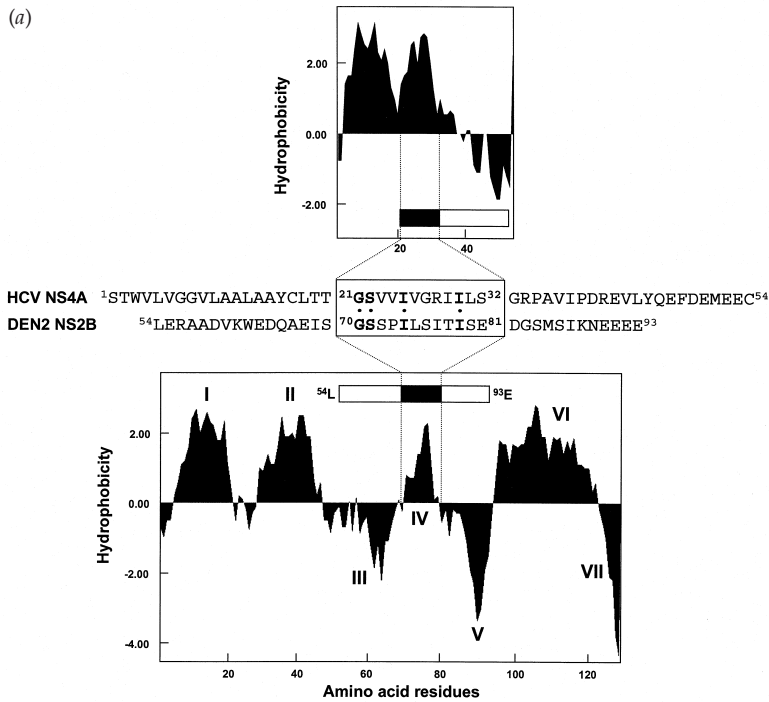 (a)
Hydrophobicity
2.00
0.00
-2.00
20 40
HCV NS4A ¹STWVLVGGVLAALAAYCLTT ²¹GSVVIVGRIILS³² GRPAVIPDREVLYQEFDEMEEC⁵⁴
DEN2 NS2B ⁵⁴LERAADVKWEDQAEIS ⁷⁰GSSPILSITISE⁸¹ DGSMSIKNEEEE⁹³
I II ⁵⁴L ⁹³E VI
Hydrophobicity
2.00
0.00
-2.00
-4.00
III IV V VII
20 40 60 80 100 120
Amino acid residues